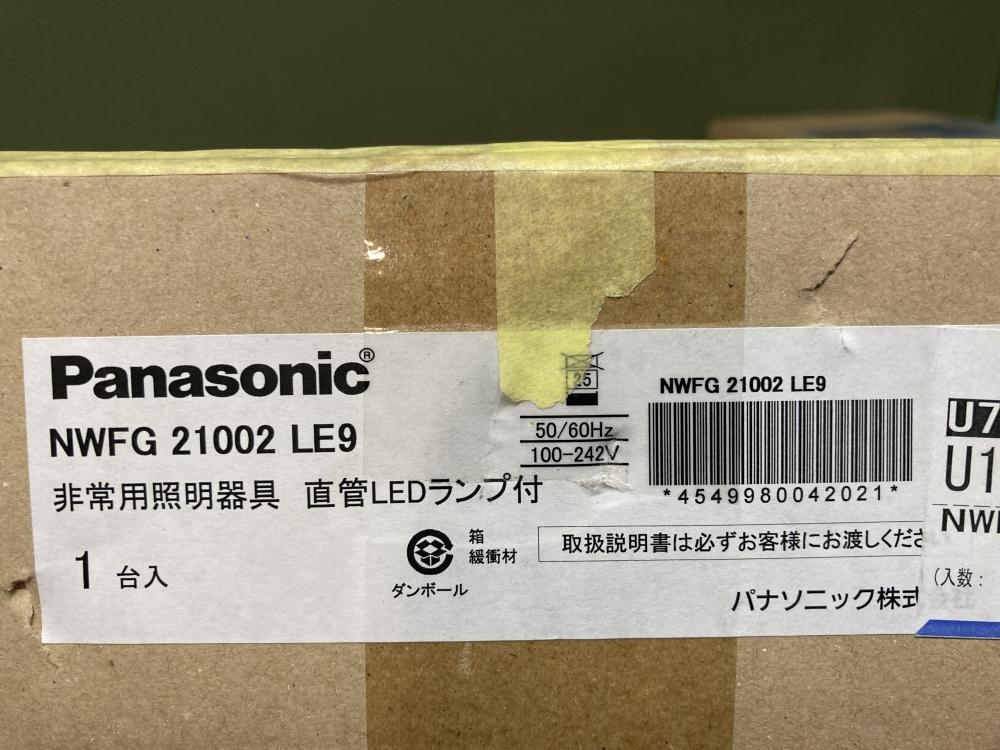 Panasonic®
NWFG 21002 LE9
非常用照明器具 直管LEDランプ付
1 台入
25
50/60Hz
100-242V
NWFG 21002 LE9
*4549980042021*
箱
緩衝材
ダンボール
取扱説明書は必ずお客様にお渡しくださ
パナソニック株式
U7
U1
NW
(入数: